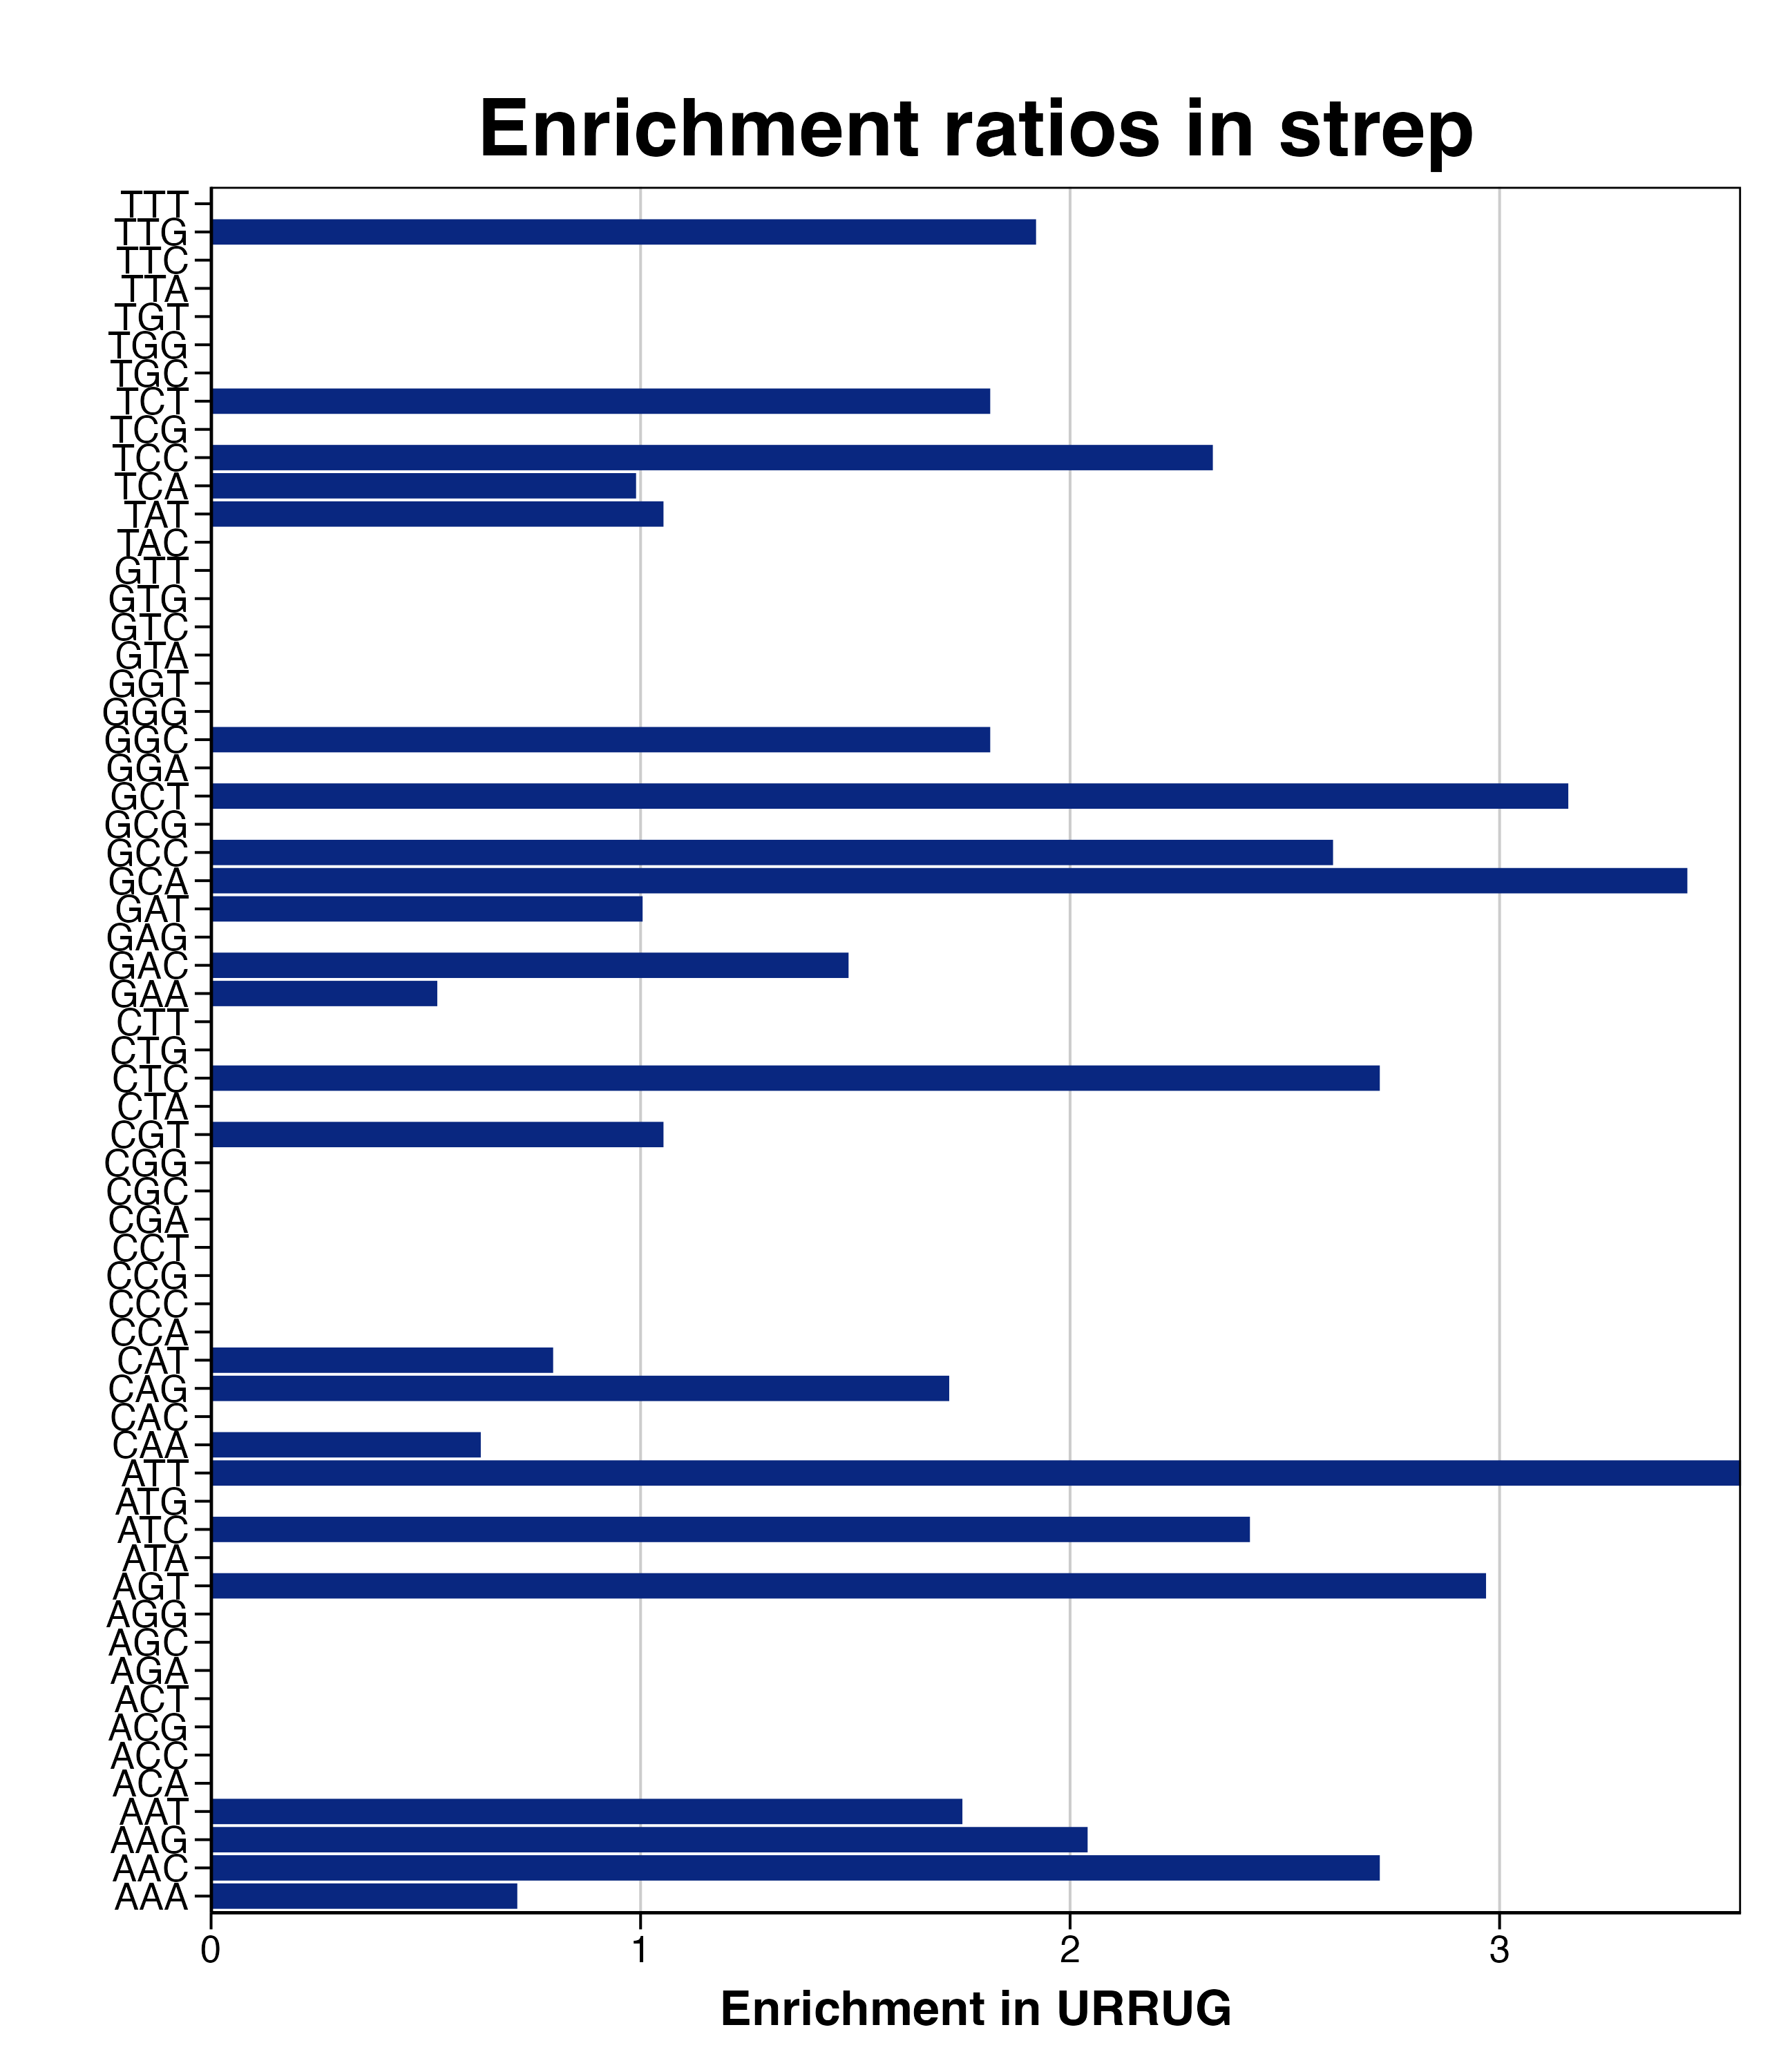 Enrichment ratios in strep
TTT
TTG
TTC
TTA
TGT
TGG
TGC
TCT
TCG
TCC
TCA
TAT
TAC
GTT
GTG
GTC
GTA
GGT
GGG
GGC
GGA
GCT
GCG
GCC
GCA
GAT
GAG
GAC
GAA
CTT
CTG
CTC
CTA
CGT
CGG
CGC
CGA
CCT
CCG
CCC
CCA
CAT
CAG
CAC
CAA
ATT
ATG
ATC
ATA
AGT
AGG
AGC
AGA
ACT
ACG
ACC
ACA
AAT
AAG
AAC
AAA
0 1 2 3
Enrichment in URRUG